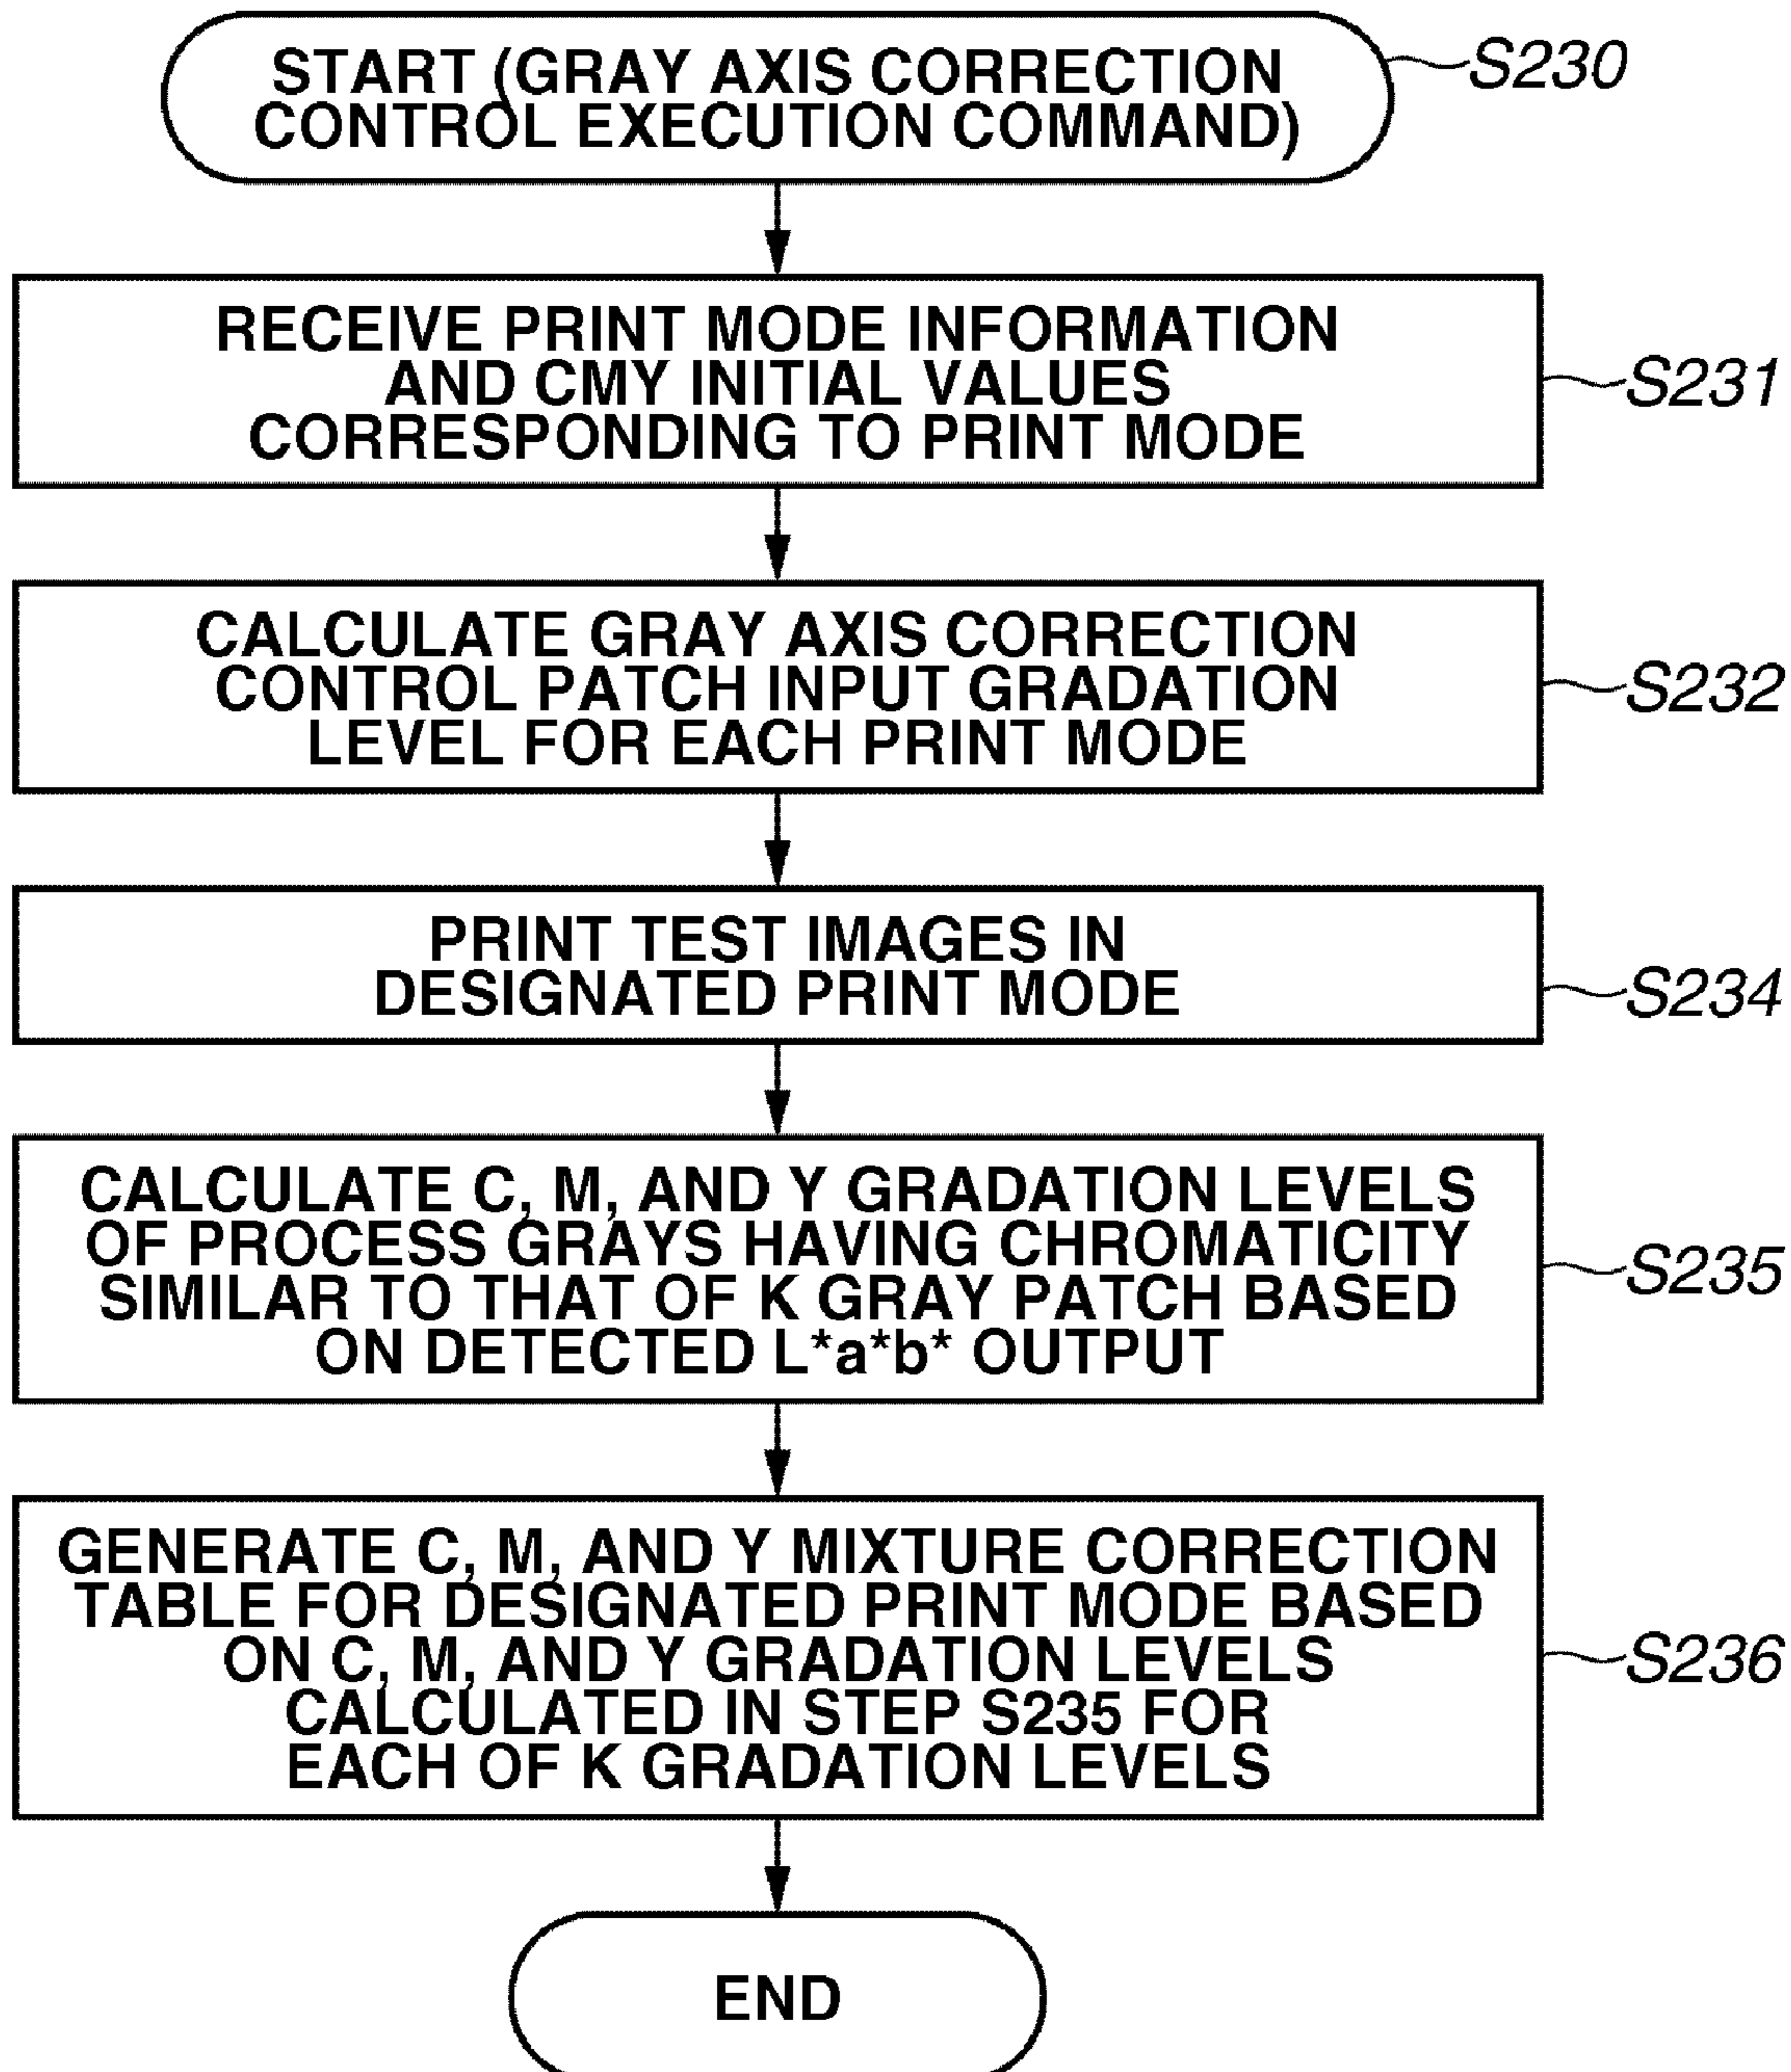 START (GRAY AXIS CORRECTION
CONTROL EXECUTION COMMAND)
S230
RECEIVE PRINT MODE INFORMATION
AND CMY INITIAL VALUES
CORRESPONDING TO PRINT MODE
S231
CALCULATE GRAY AXIS CORRECTION
CONTROL PATCH INPUT GRADATION
LEVEL FOR EACH PRINT MODE
S232
PRINT TEST IMAGES IN
DESIGNATED PRINT MODE
S234
CALCULATE C, M, AND Y GRADATION LEVELS
OF PROCESS GRAYS HAVING CHROMATICITY
SIMILAR TO THAT OF K GRAY PATCH BASED
ON DETECTED L*a*b* OUTPUT
S235
GENERATE C, M, AND Y MIXTURE CORRECTION
TABLE FOR DESIGNATED PRINT MODE BASED
ON C, M, AND Y GRADATION LEVELS
CALCULATED IN STEP S235 FOR
EACH OF K GRADATION LEVELS
S236
END